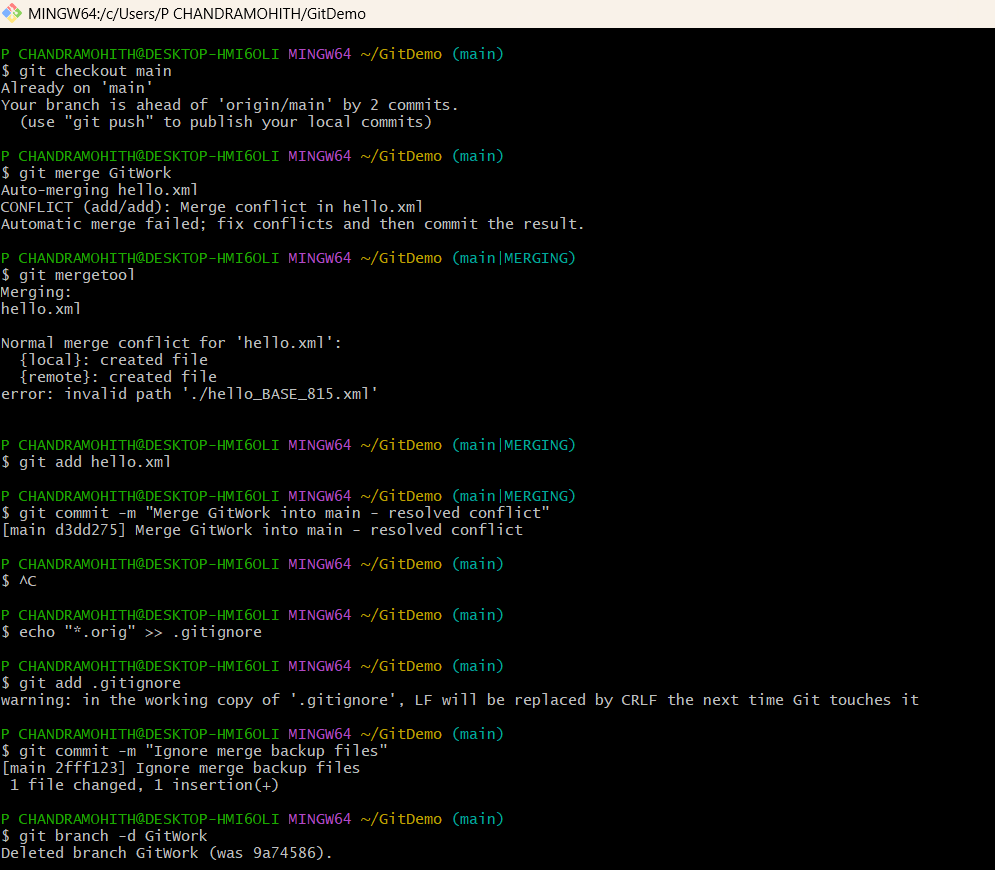 MINGW64:/c/Users/P CHANDRAMOHITH/GitDemo
P CHANDRAMOHITH@DESKTOP-HMI6OLI MINGW64 ~/GitDemo (main)
$ git checkout main
Already on 'main'
Your branch is ahead of 'origin/main' by 2 commits.
  (use "git push" to publish your local commits)
P CHANDRAMOHITH@DESKTOP-HMI6OLI MINGW64 ~/GitDemo (main)
$ git merge GitWork
Auto-merging hello.xml
CONFLICT (add/add): Merge conflict in hello.xml
Automatic merge failed; fix conflicts and then commit the result.
P CHANDRAMOHITH@DESKTOP-HMI6OLI MINGW64 ~/GitDemo (main|MERGING)
$ git mergetool
Merging:
hello.xml
Normal merge conflict for 'hello.xml':
  {local}: created file
  {remote}: created file
error: invalid path './hello_BASE_815.xml'
P CHANDRAMOHITH@DESKTOP-HMI6OLI MINGW64 ~/GitDemo (main|MERGING)
$ git add hello.xml
P CHANDRAMOHITH@DESKTOP-HMI6OLI MINGW64 ~/GitDemo (main|MERGING)
$ git commit -m "Merge GitWork into main - resolved conflict"
[main d3dd275] Merge GitWork into main - resolved conflict
P CHANDRAMOHITH@DESKTOP-HMI6OLI MINGW64 ~/GitDemo (main)
$ ^C
P CHANDRAMOHITH@DESKTOP-HMI6OLI MINGW64 ~/GitDemo (main)
$ echo "*.orig" >> .gitignore
P CHANDRAMOHITH@DESKTOP-HMI6OLI MINGW64 ~/GitDemo (main)
$ git add .gitignore
warning: in the working copy of '.gitignore', LF will be replaced by CRLF the next time Git touches it
P CHANDRAMOHITH@DESKTOP-HMI6OLI MINGW64 ~/GitDemo (main)
$ git commit -m "Ignore merge backup files"
[main 2fff123] Ignore merge backup files
 1 file changed, 1 insertion(+)
P CHANDRAMOHITH@DESKTOP-HMI6OLI MINGW64 ~/GitDemo (main)
$ git branch -d GitWork
Deleted branch GitWork (was 9a74586).